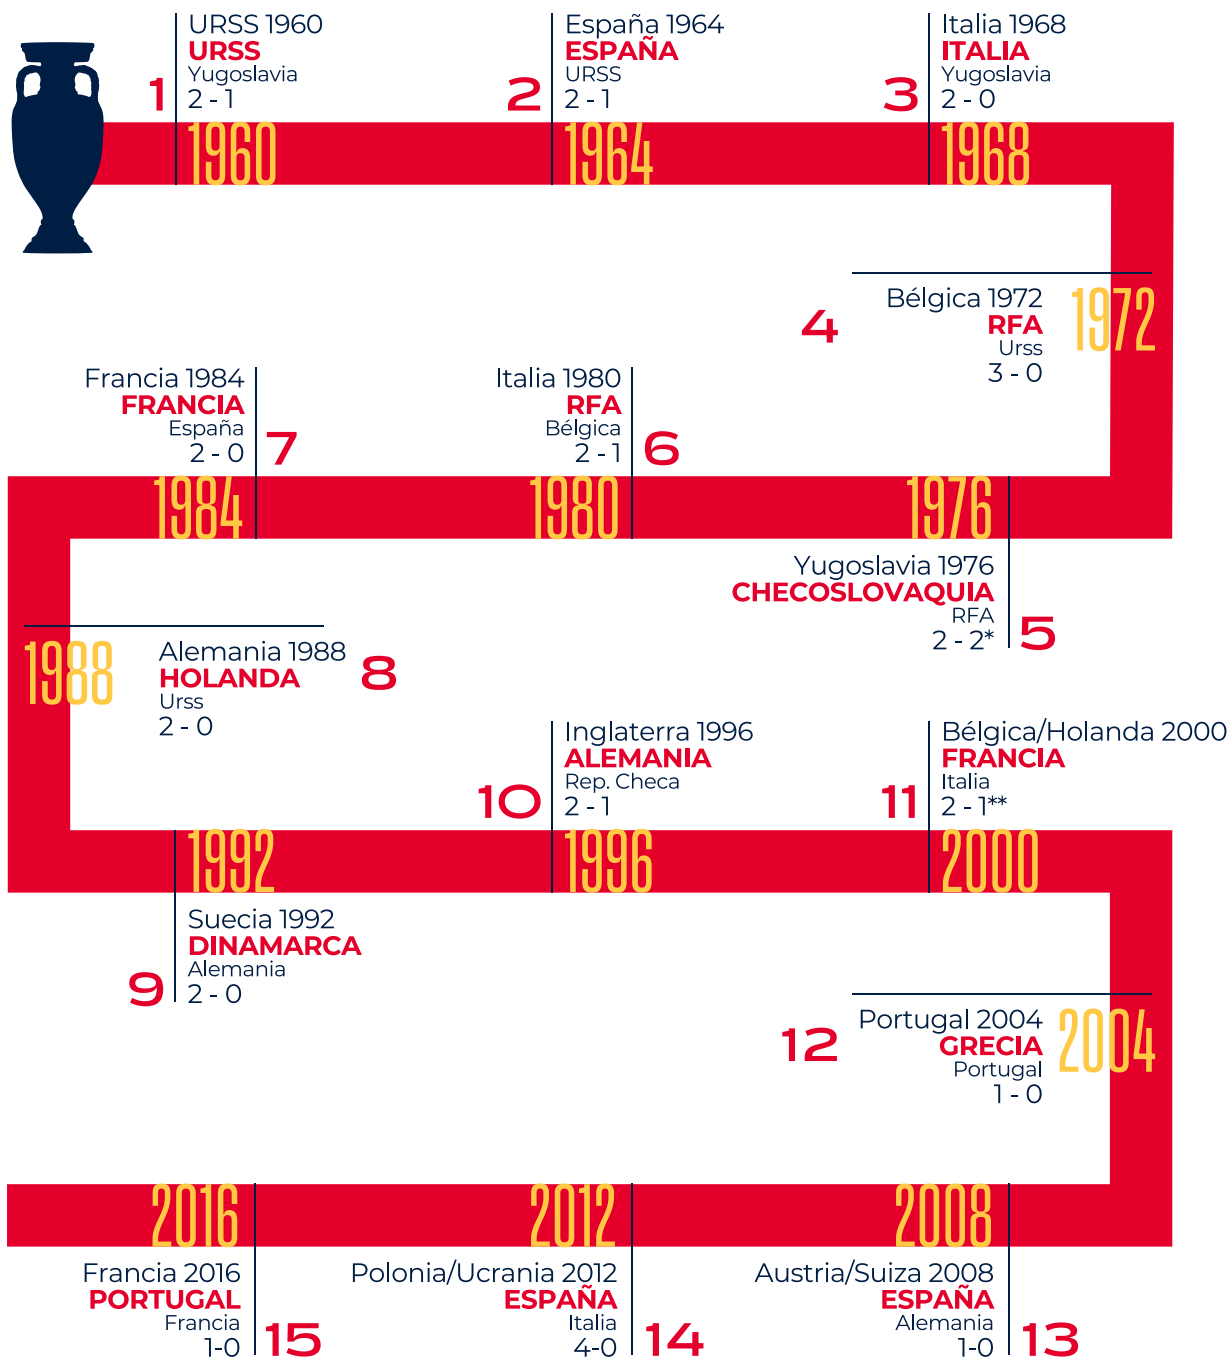 URSS 1960
URSS
Yugoslavia
2 - 1
1
1960
España 1964
ESPAÑA
URSS
2 - 1
2
1964
Italia 1968
ITALIA
Yugoslavia
2 - 0
3
1968
Bélgica 1972
RFA
Urss
3 - 0
4
1972
Yugoslavia 1976
CHECOSLOVAQUIA
RFA
2 - 2*
5
1976
Italia 1980
RFA
Bélgica
2 - 1
6
1980
Francia 1984
FRANCIA
España
2 - 0
7
1984
Alemania 1988
HOLANDA
Urss
2 - 0
8
1988
Suecia 1992
DINAMARCA
Alemania
2 - 0
9
1992
Inglaterra 1996
ALEMANIA
Rep. Checa
2 - 1
10
1996
Bélgica/Holanda 2000
FRANCIA
Italia
2 - 1**
11
2000
Portugal 2004
GRECIA
Portugal
1 - 0
12
2004
Austria/Suiza 2008
ESPAÑA
Alemania
1-0
13
2008
Polonia/Ucrania 2012
ESPAÑA
Italia
4-0
14
2012
Francia 2016
PORTUGAL
Francia
1-0
15
2016